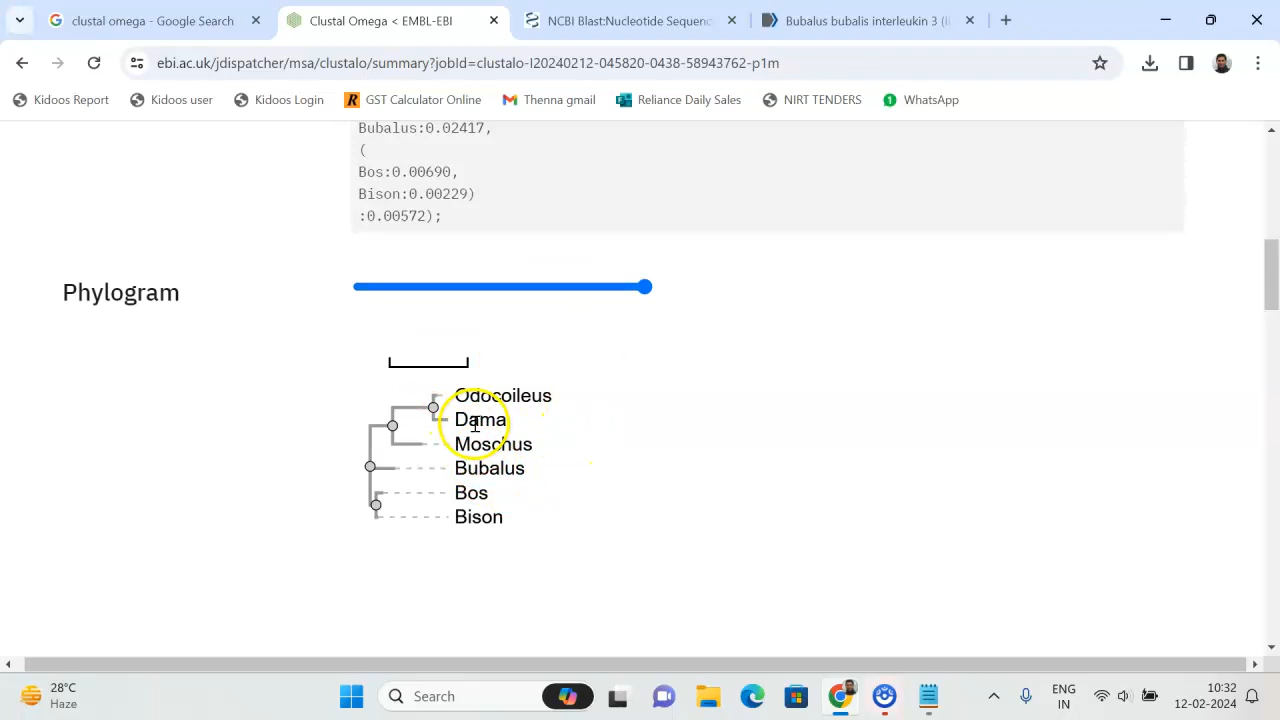 clustal omega - Google Search
Clustal Omega < EMBL-EBI
NCBI Blast:Nucleotide Sequenc
Bubalus bubalis interleukin 3 (I
ebi.ac.uk/jdispatcher/msa/clustalo/summary?jobId=clustalo-I20240212-045820-0438-58943762-p1m
Kidoos Report
Kidoos user
Kidoos Login
GST Calculator Online
Thenna gmail
Reliance Daily Sales
NIRT TENDERS
WhatsApp
Bubalus:0.02417,
(
Bos:0.00690,
Bison:0.00229)
:0.00572);
Phylogram
Odocoileus
Dama
Moschus
Bubalus
Bos
Bison
28°C
Haze
Search
ENG
IN
10:32
12-02-2024